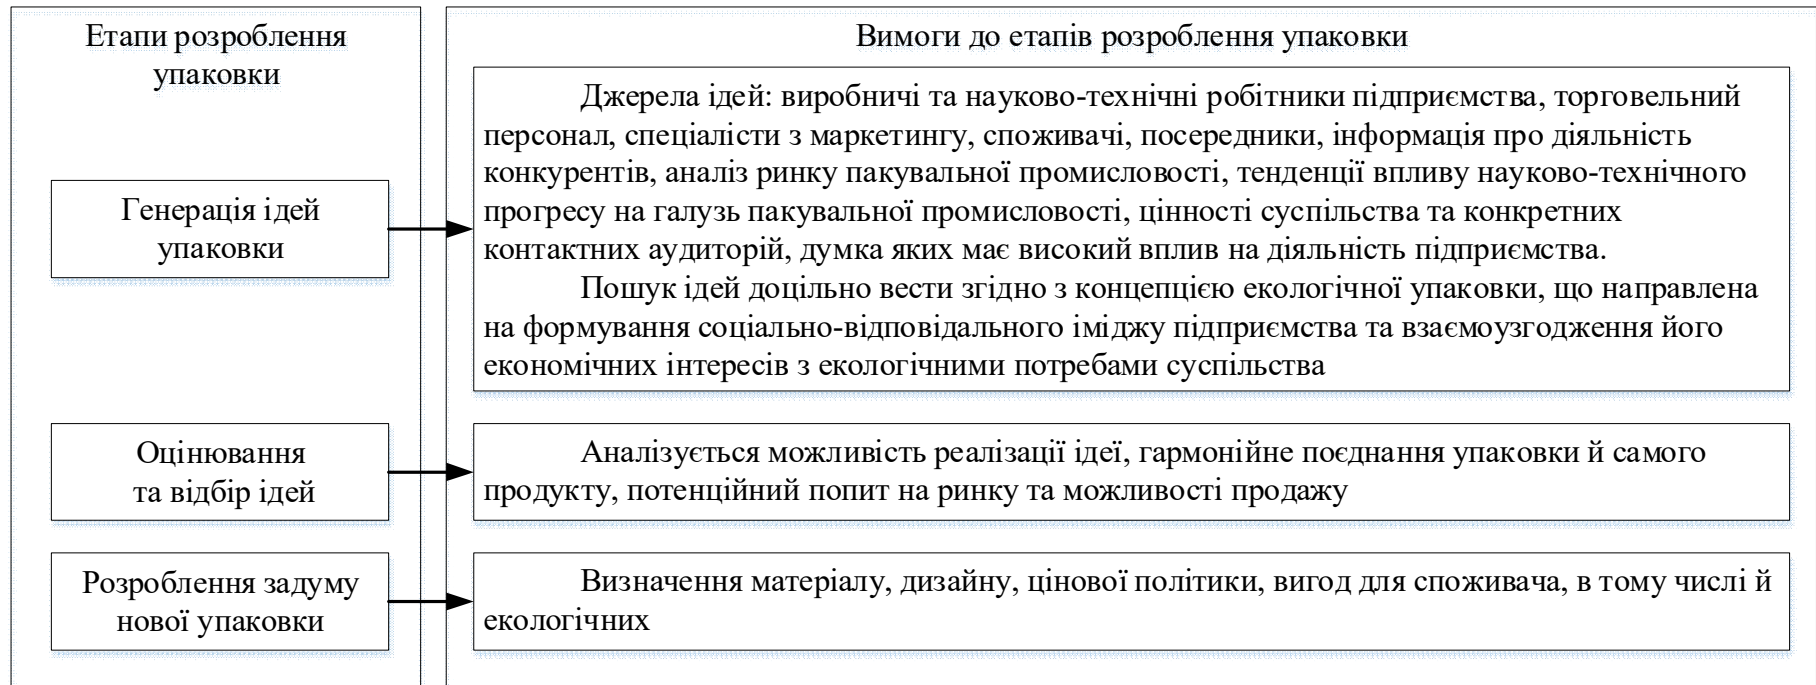 Етапи розроблення
упаковки
Вимоги до етапів розроблення упаковки
Генерація ідей
упаковки
Джерела ідей: виробничі та науково-технічні робітники підприємства, торговельний
персонал, спеціалісти з маркетингу, споживачі, посередники, інформація про діяльність
конкурентів, аналіз ринку пакувальної промисловості, тенденції впливу науково-технічного
прогресу на галузь пакувальної промисловості, цінності суспільства та конкретних
контактних аудиторій, думка яких має високий вплив на діяльність підприємства.
Пошук ідей доцільно вести згідно з концепцією екологічної упаковки, що направлена
на формування соціально-відповідального іміджу підприємства та взаємоузгодження його
економічних інтересів з екологічними потребами суспільства
Оцінювання
та відбір ідей
Аналізується можливість реалізації ідеї, гармонійне поєднання упаковки й самого
продукту, потенційний попит на ринку та можливості продажу
Розроблення задуму
нової упаковки
Визначення матеріалу, дизайну, цінової політики, вигод для споживача, в тому числі й
екологічних